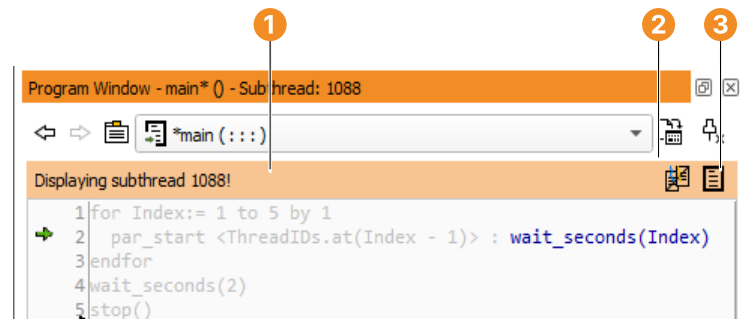 1 2 3
Program Window - main* () - Subthread: 1088
*main (:::)
Displaying subthread 1088!
1 for Index:= 1 to 5 by 1
2 par_start <ThreadIDs.at(Index - 1)> : wait_seconds(Index)
3 endfor
4 wait_seconds(2)
5 stop()